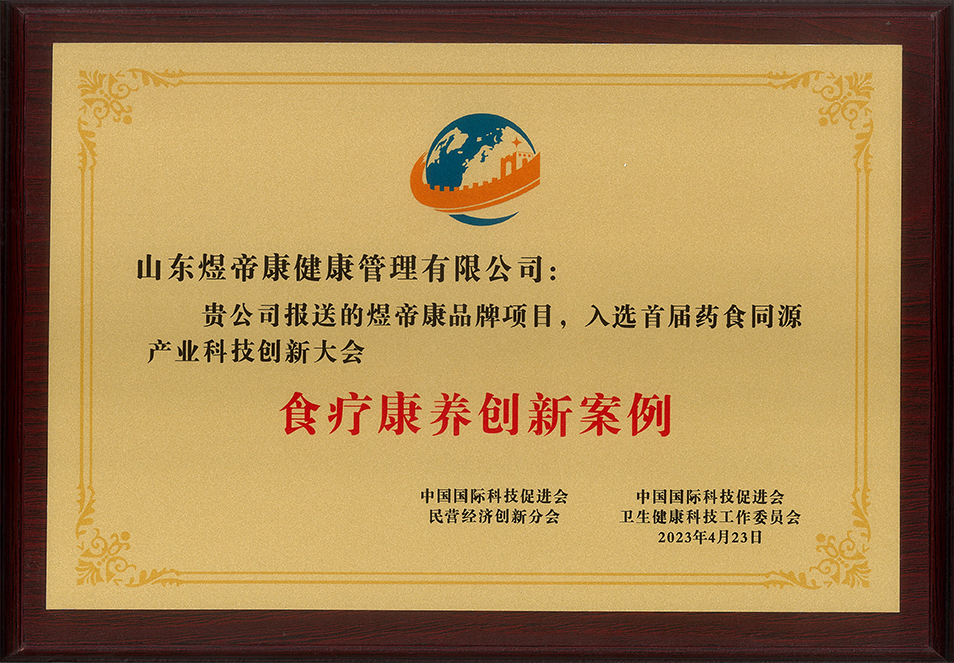 山东煜帝康健康管理有限公司：
贵公司报送的煜帝康品牌项目，入选首届药食同源
产业科技创新大会
食疗康养创新案例
中国国际科技促进会
民营经济创新分会
中国国际科技促进会
卫生健康科技工作委员会
2023年4月23日